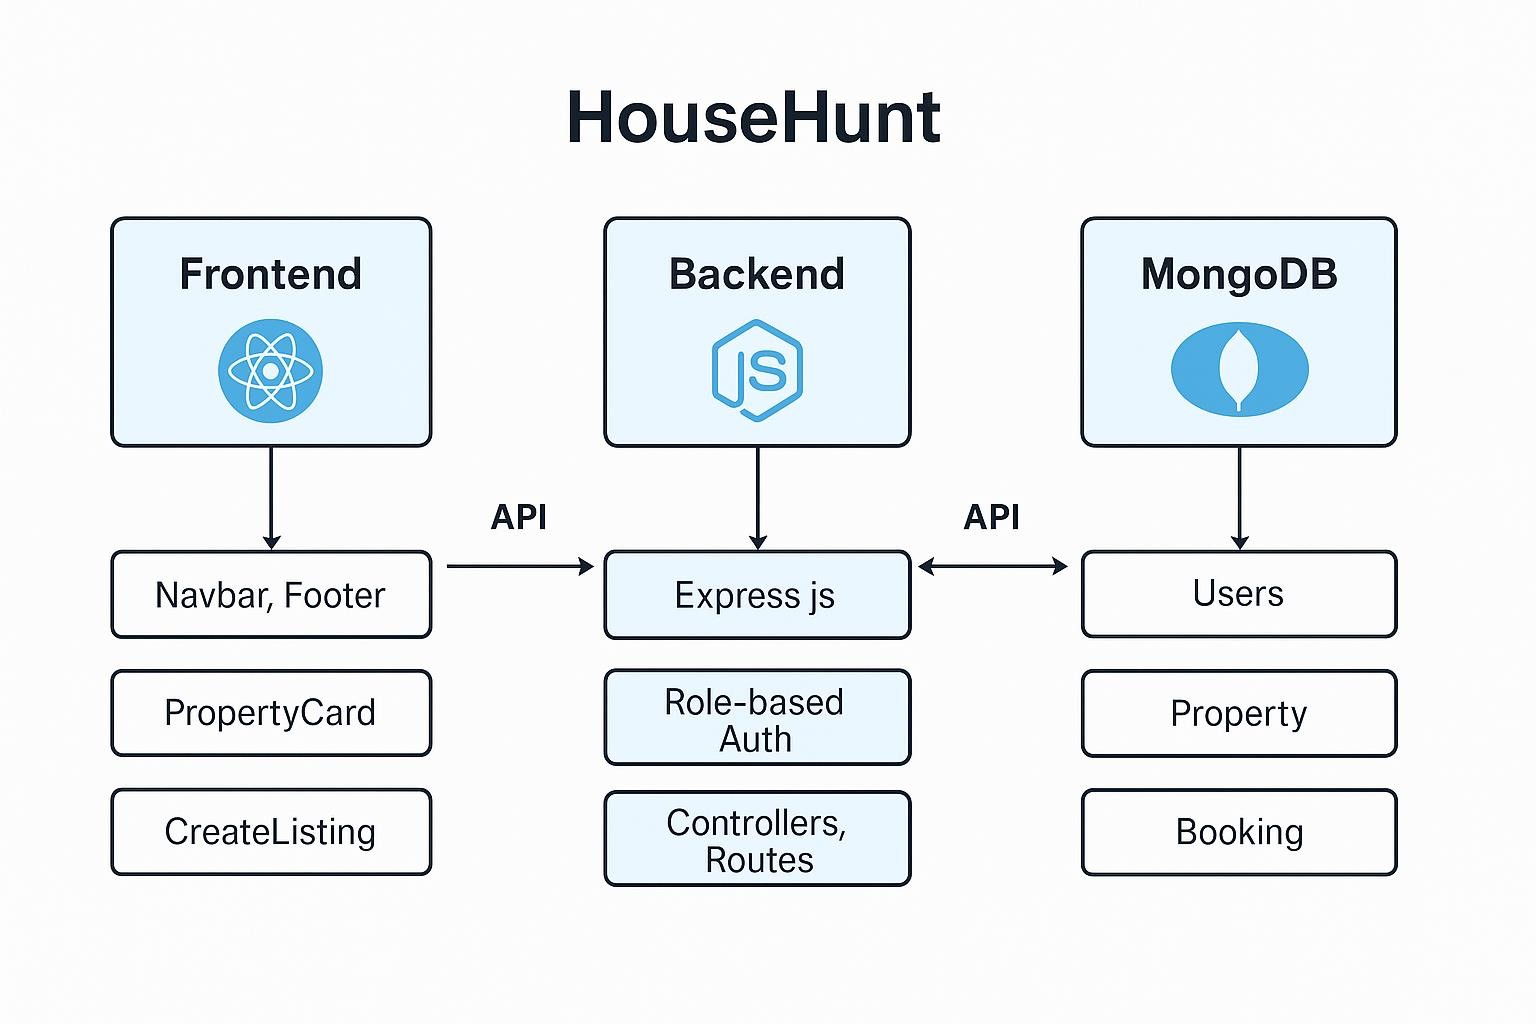 HouseHunt
Frontend
Backend
JS
MongoDB
API
API
Navbar, Footer
Express js
Users
PropertyCard
Role-based
Auth
Property
CreateListing
Controllers,
Routes
Booking